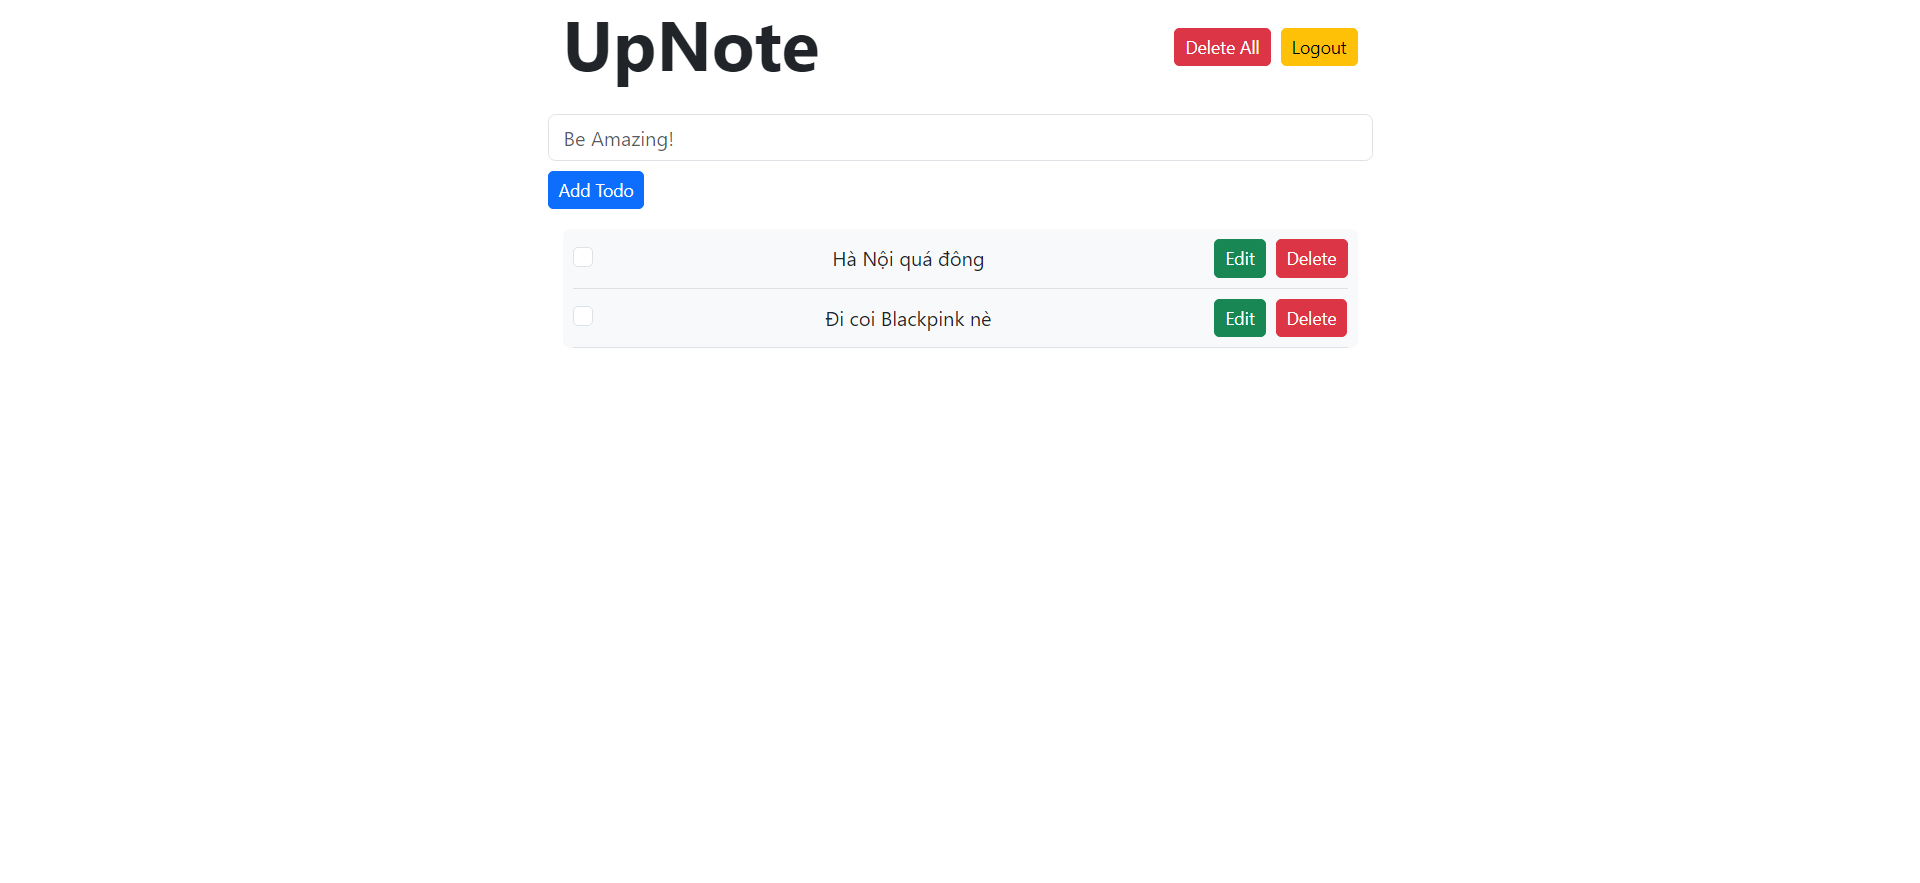 UpNote
Delete All Logout
Be Amazing!
Add Todo
Hà Nội quá đông Edit Delete
Đi coi Blackpink nè Edit Delete